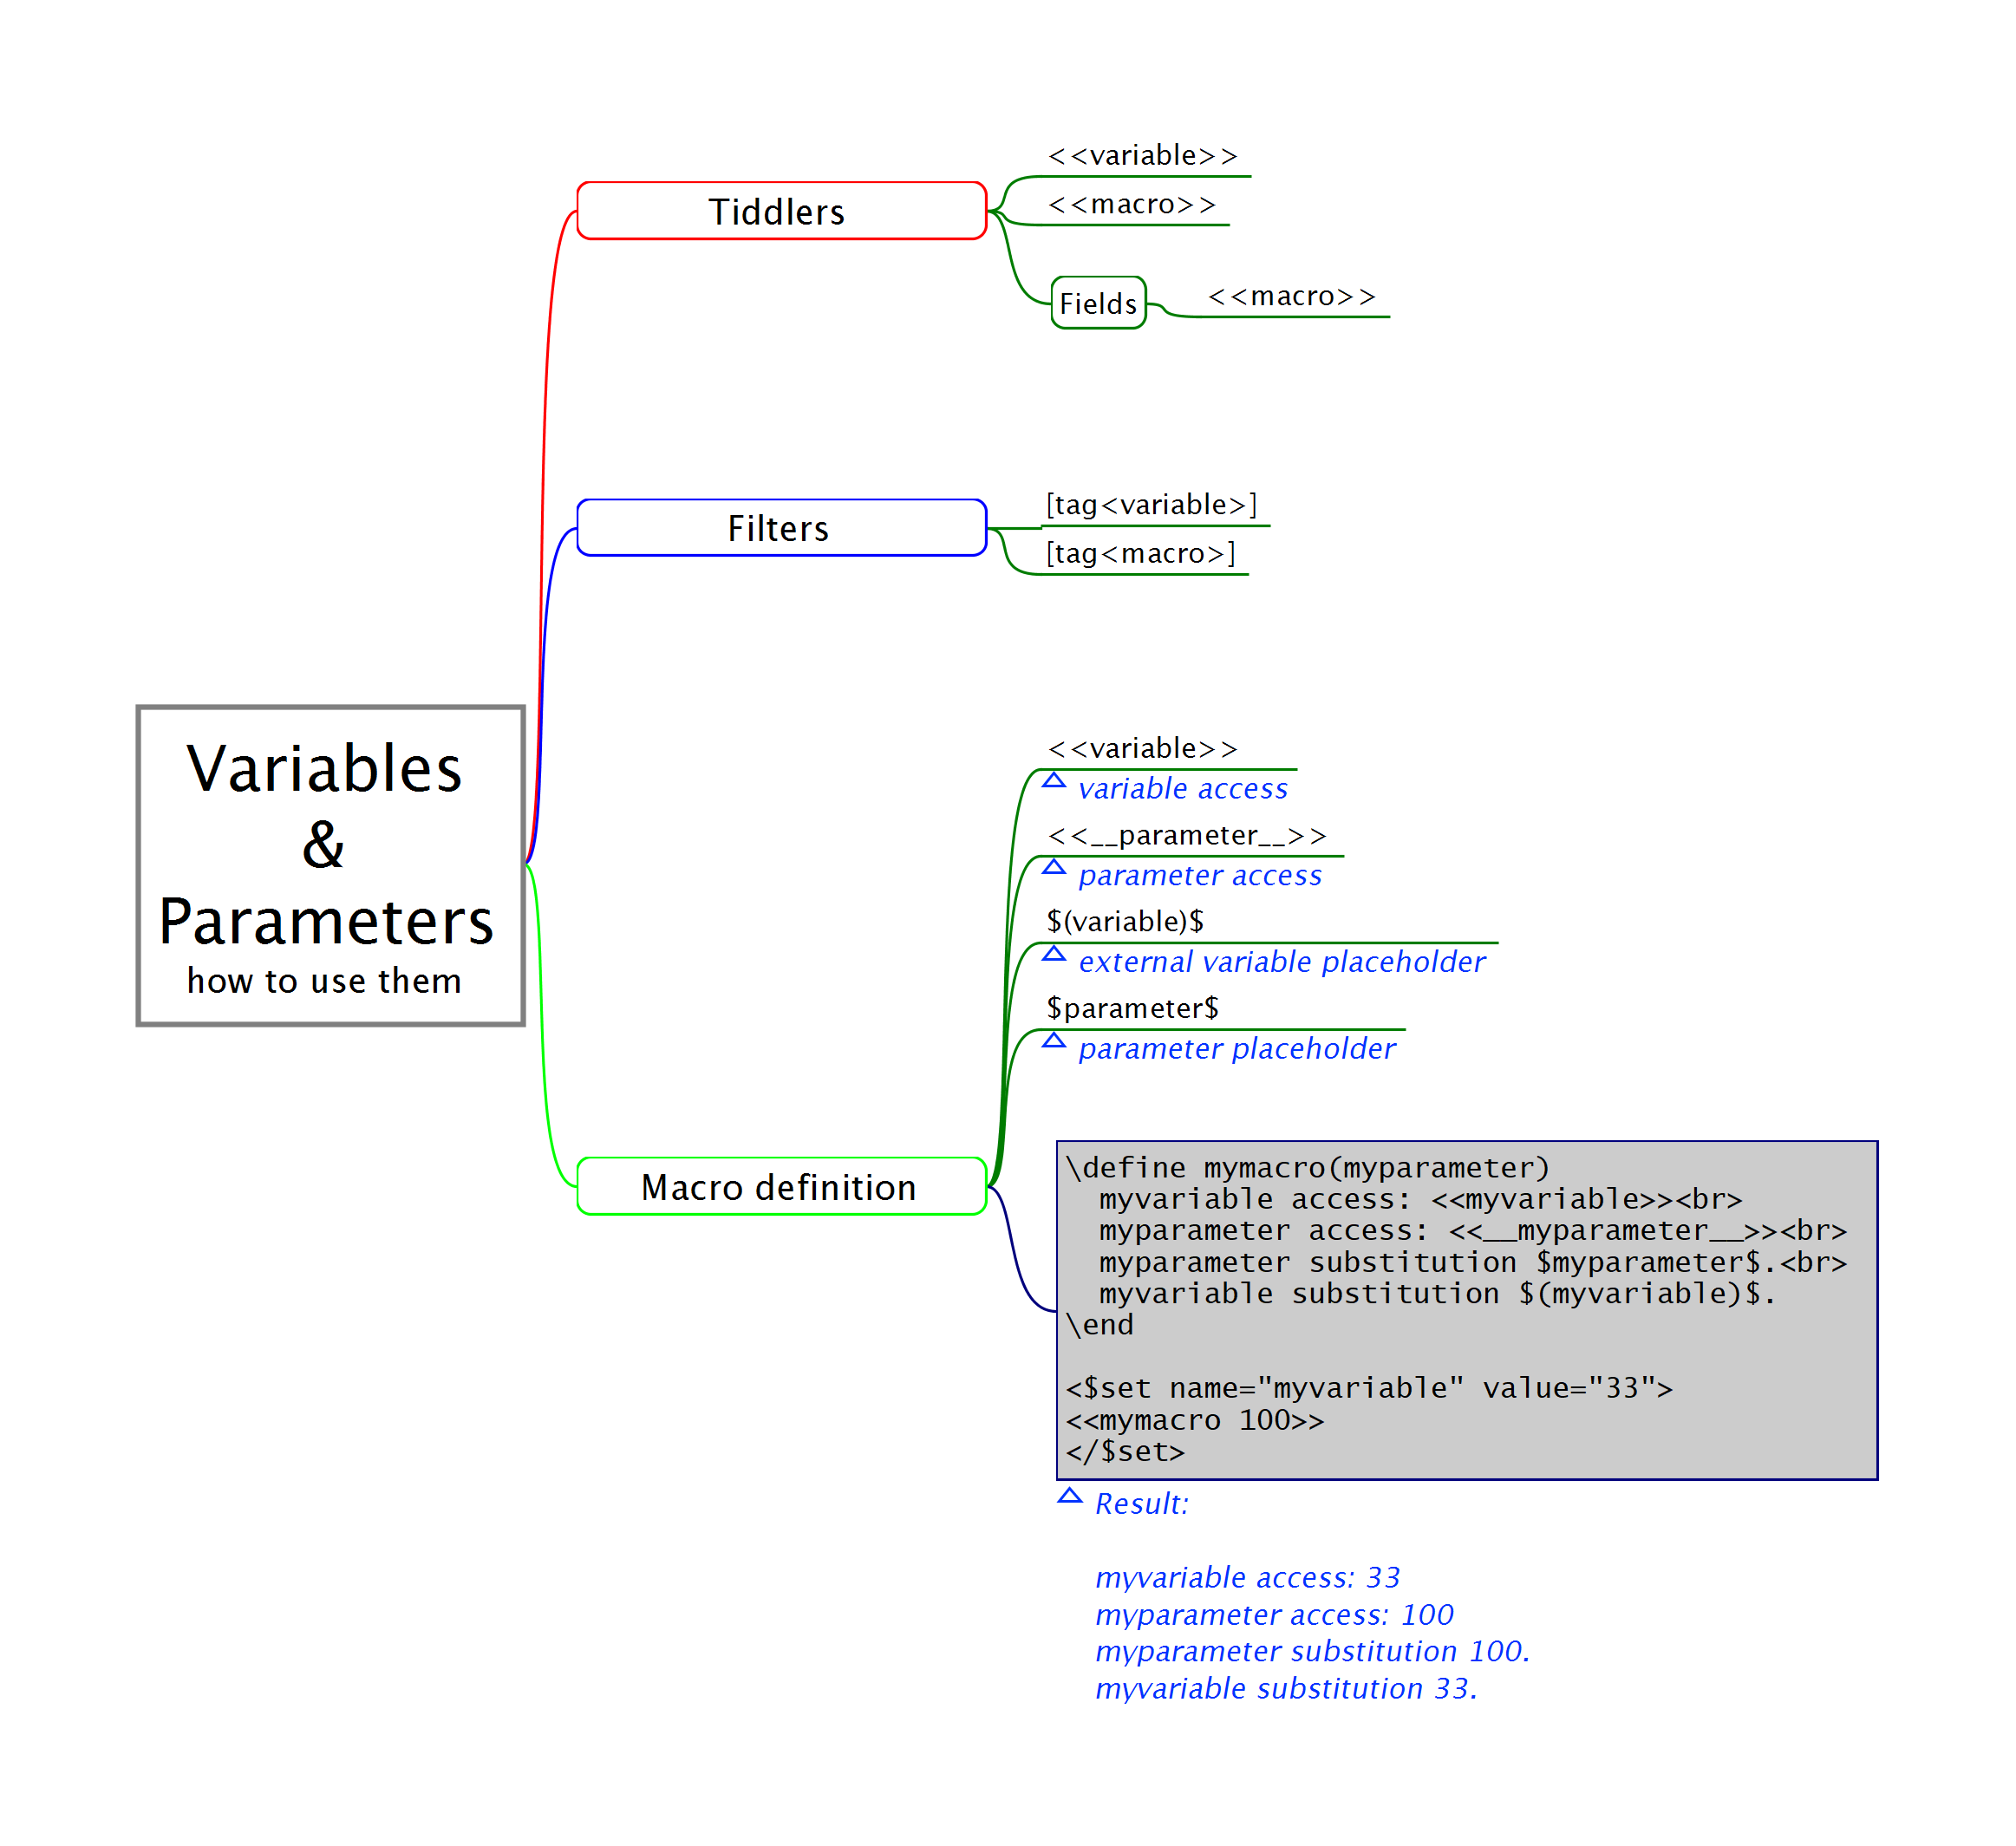 Variables
&
Parameters
how to use them
Tiddlers
<<variable>>
<<macro>>
Fields
<<macro>>
Filters
[tag<variable>]
[tag<macro>]
Macro definition
<<variable>>
variable access
<<__parameter__>>
parameter access
$(variable)$
external variable placeholder
$parameter$
parameter placeholder
\define mymacro(myparameter)
  myvariable access: <<myvariable>><br>
  myparameter access: <<__myparameter__>><br>
  myparameter substitution $myparameter$.<br>
  myvariable substitution $(myvariable)$.
\end

<$set name="myvariable" value="33">
<<mymacro 100>>
</$set>
Result:

myvariable access: 33
myparameter access: 100
myparameter substitution 100.
myvariable substitution 33.